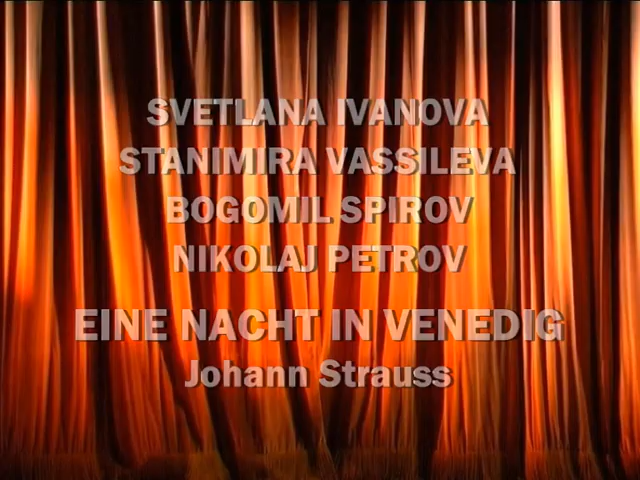 SVETLANA IVANOVA
STANIMIRA VASSILEVA
BOGOMIL SPIROV
NIKOLAJ PETROV
EINE NACHT IN VENEDIG
Johann Strauss